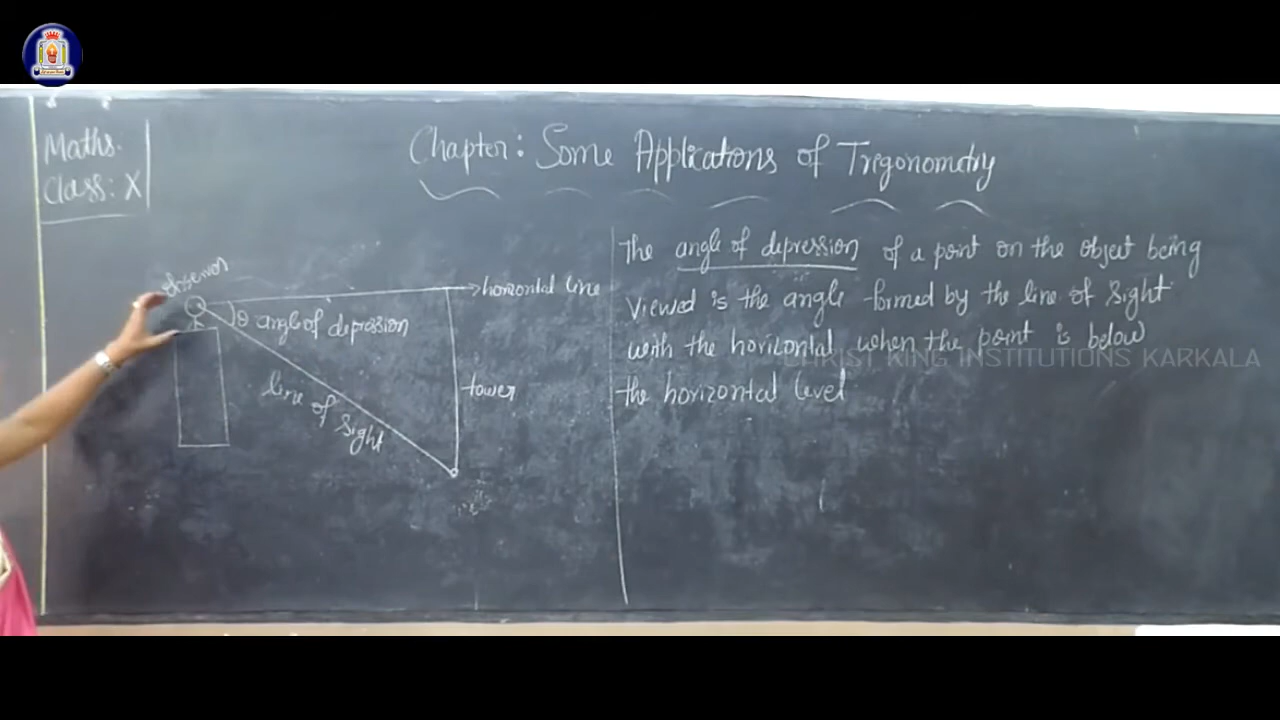 Maths.
Class: X
Chapter: Some Applications of Trigonometry
observer
horizontal line
θ angle of depression
line of sight
tower
The angle of depression of a point on the object being
viewed is the angle formed by the line of sight
with the horizontal when the point is below
the horizontal level
CHRIST KING INSTITUTIONS KARKALA